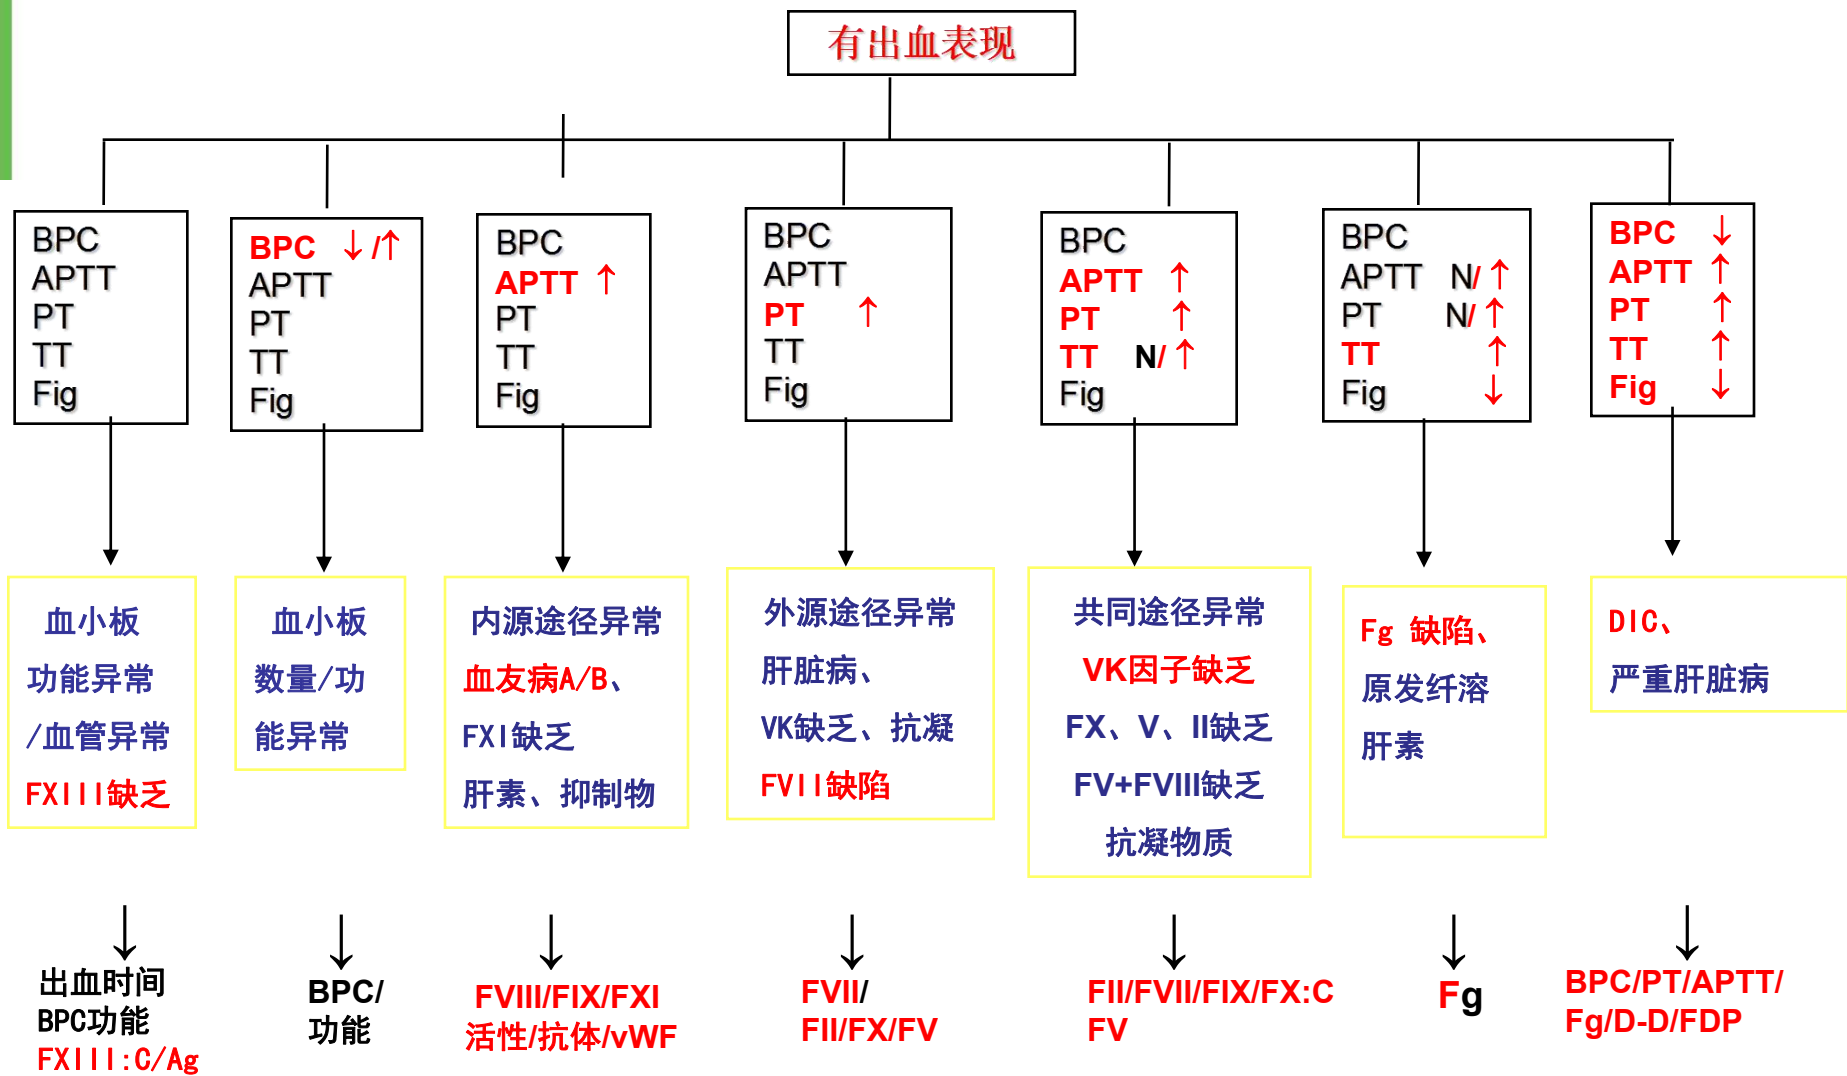 有出血表现
BPC
APTT
PT
TT
Fig
BPC ↓/↑
APTT
PT
TT
Fig
BPC
APTT ↑
PT
TT
Fig
BPC
APTT
PT ↑
TT
Fig
BPC
APTT ↑
PT ↑
TT N/↑
Fig
BPC
APTT N/↑
PT N/↑
TT ↑
Fig ↓
BPC ↓
APTT ↑
PT ↑
TT ↑
Fig ↓
血小板
功能异常
/血管异常
FXIII缺乏
血小板
数量/功
能异常
内源途径异常
血友病A/B、
FXI缺乏
肝素、抑制物
外源途径异常
肝脏病、
VK缺乏、抗凝
FVII缺陷
共同途径异常
VK因子缺乏
FX、V、II缺乏
FV+FVIII缺乏
抗凝物质
Fg 缺陷、
原发纤溶
肝素
DIC、
严重肝脏病
出血时间
BPC功能
FXIII:C/Ag
BPC/
功能
FVIII/FIX/FXI
活性/抗体/vWF
FVII/
FII/FX/FV
FII/FVII/FIX/FX:C
FV
Fg
BPC/PT/APTT/
Fg/D-D/FDP